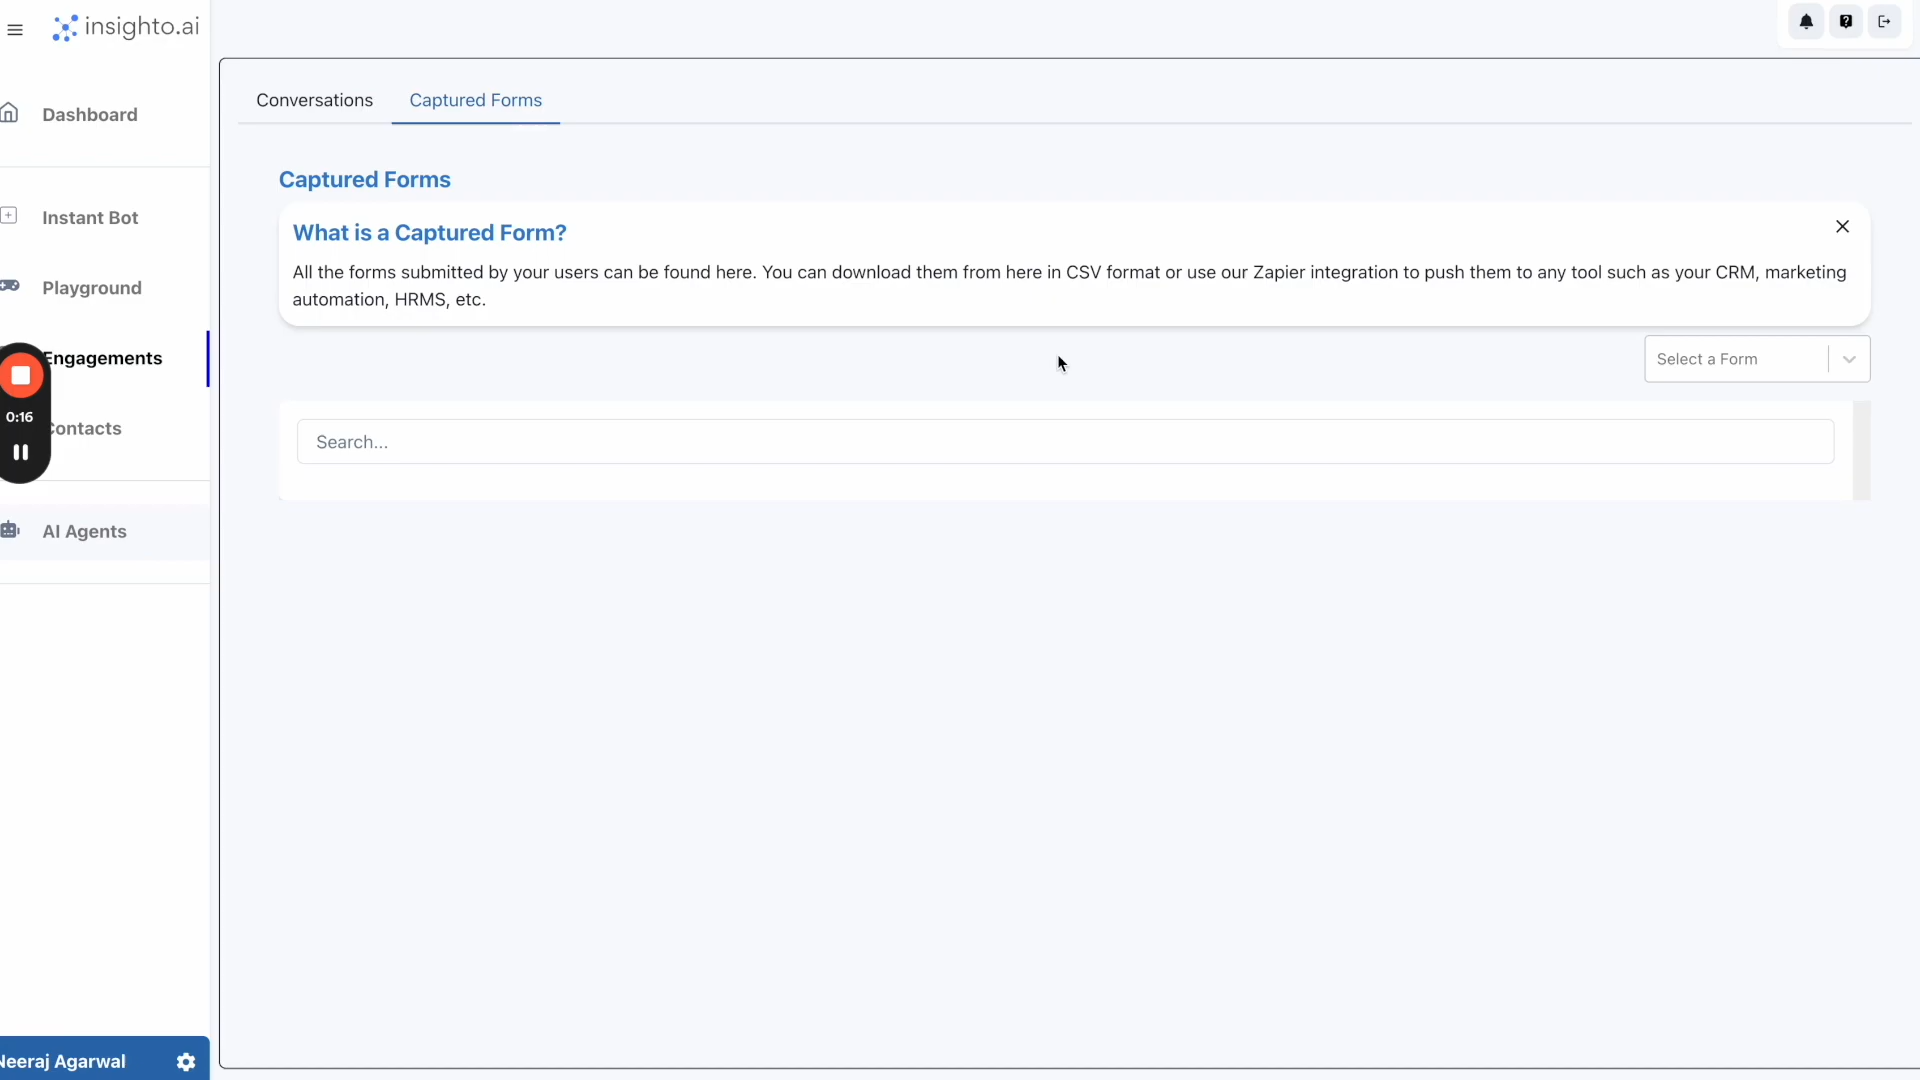 insighto.ai
Dashboard
Instant Bot
Playground
Engagements
0:16
Contacts
AI Agents
Neeraj Agarwal
Conversations
Captured Forms
Captured Forms
What is a Captured Form?
All the forms submitted by your users can be found here. You can download them from here in CSV format or use our Zapier integration to push them to any tool such as your CRM, marketing
automation, HRMS, etc.
Select a Form
Search...